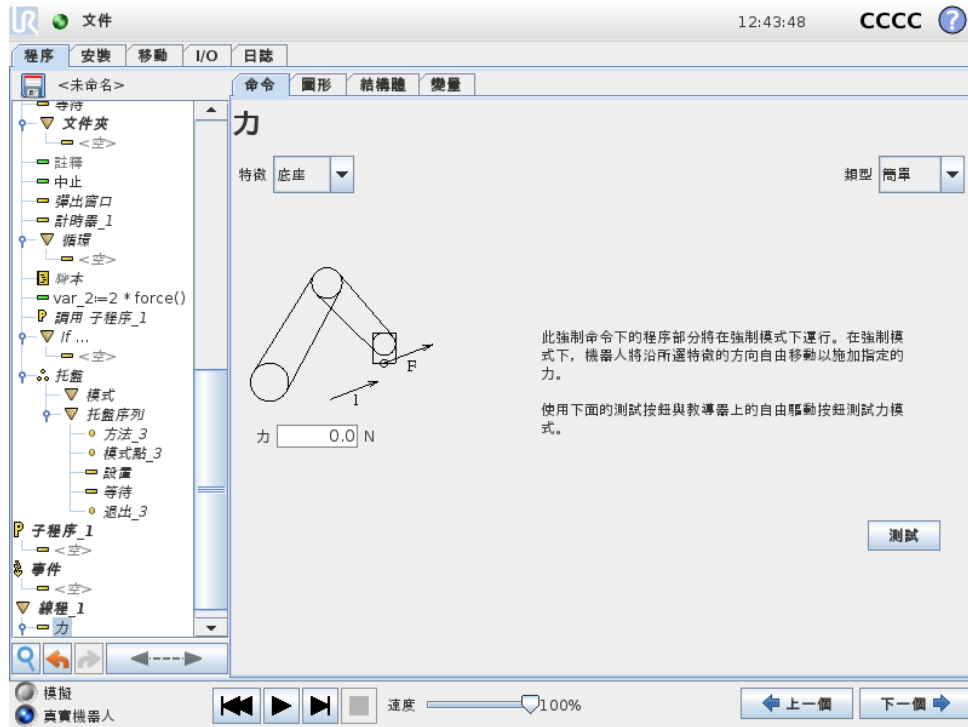 UR 文件 12:43:48 CCCC ?
程序 安裝 移動 I/O 日誌
<未命名>
命令 圖形 結構體 變量
等待
文件夾
<空>
註釋
中止
彈出窗口
計時器_1
循環
<空>
腳本
var_2≔2 * force()
調用 子程序_1
If ...
<空>
托盤
模式
托盤序列
方法_3
模式點_3
設置
等待
退出_3
子程序_1
<空>
事件
<空>
線程_1
力
力
特徵 底座
類型 簡單
F
1
力 0.0 N
此強制命令下的程序部分將在強制模式下運行。在強制模
式下，機器人將沿所選特徵的方向自由移動以施加指定的
力。
使用下面的測試按鈕與教導器上的自由驅動按鈕測試力模
式。
測試
模擬
真實機器人
速度 100%
上一個 下一個